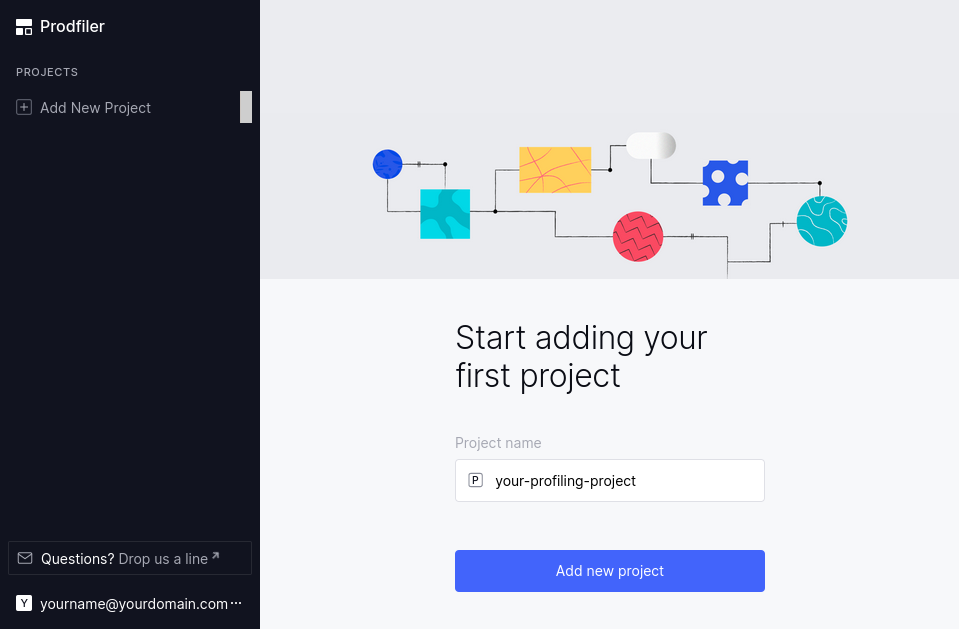 Prodfiler
PROJECTS
Add New Project
Start adding your
first project
Project name
P your-profiling-project
Add new project
Questions? Drop us a line
Y yourname@yourdomain.com ...